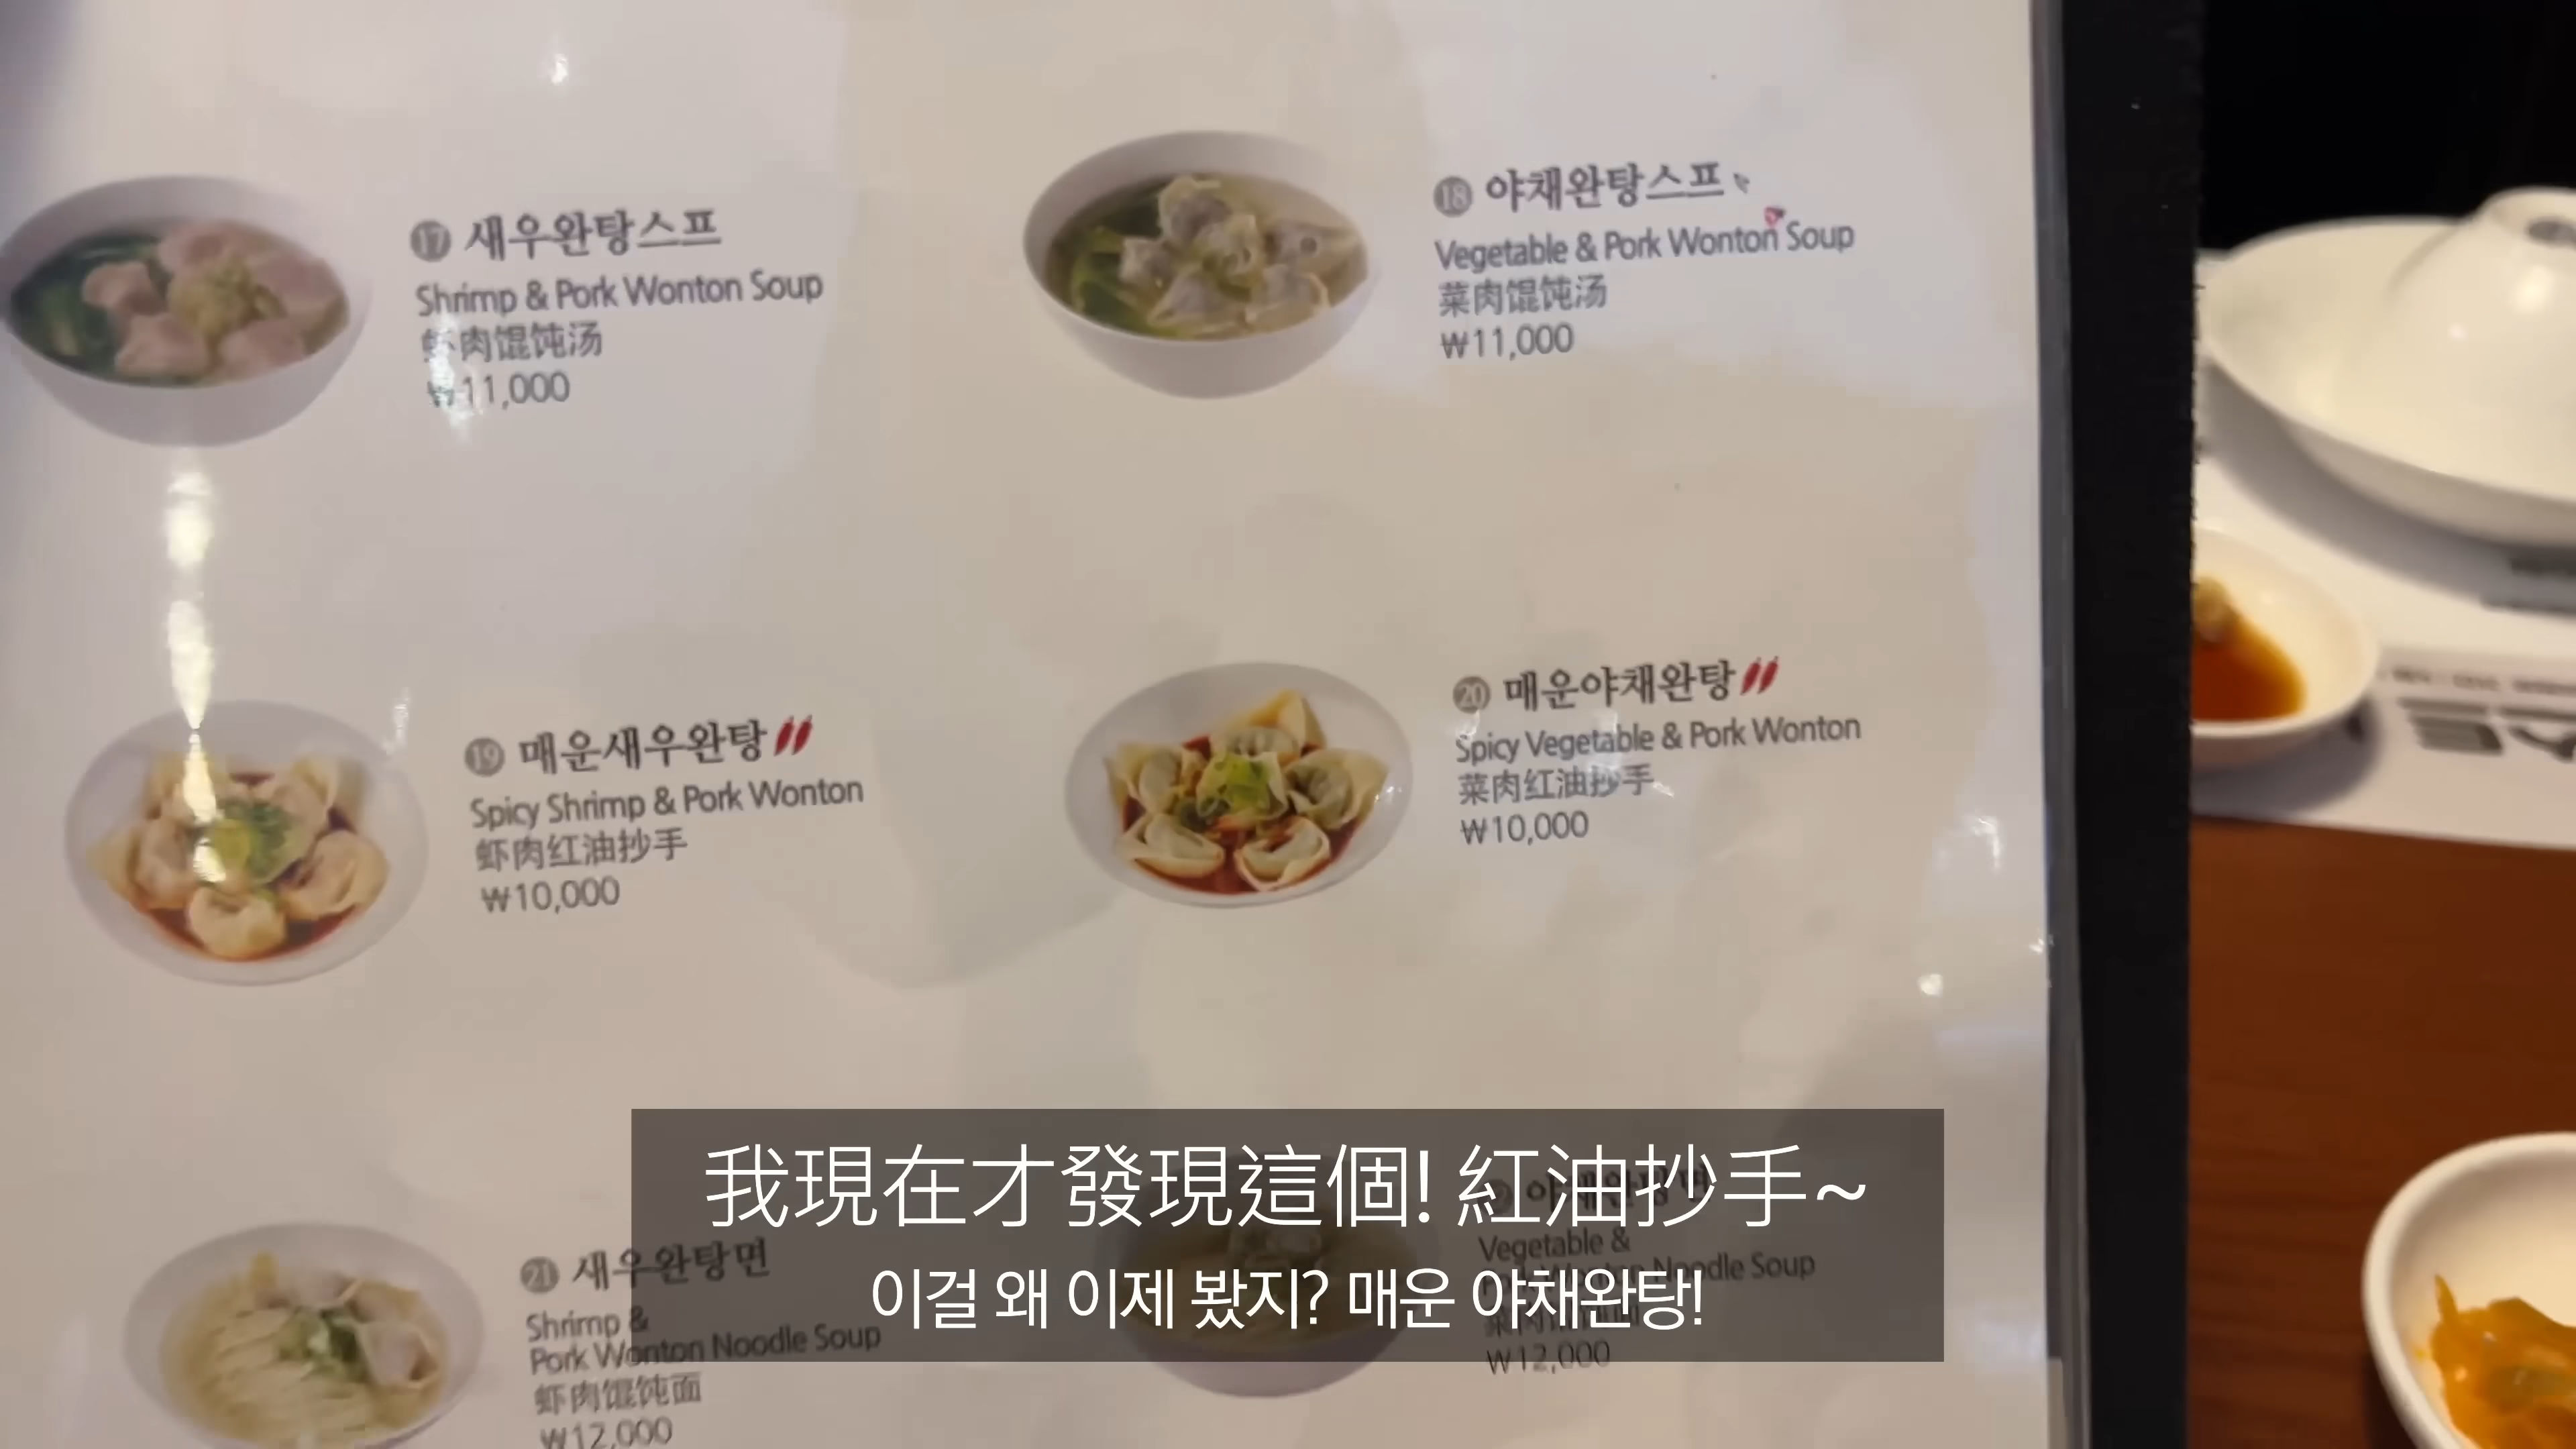 ⑰ 새우완탕스프
Shrimp & Pork Wonton Soup
虾肉馄饨汤
₩11,000
⑱ 야채완탕스프
Vegetable & Pork Wonton Soup
菜肉馄饨汤
₩11,000
⑲ 매운새우완탕
Spicy Shrimp & Pork Wonton
虾肉红油抄手
₩10,000
⑳ 매운야채완탕
Spicy Vegetable & Pork Wonton
菜肉红油抄手
₩10,000
㉑ 새우완탕면
Shrimp &
Pork Wonton Noodle Soup
虾肉馄饨面
₩12,000
Vegetable &
Wonton Noodle Soup
₩12,000
我現在才發現這個! 紅油抄手~
이걸 왜 이제 봤지? 매운 야채완탕!